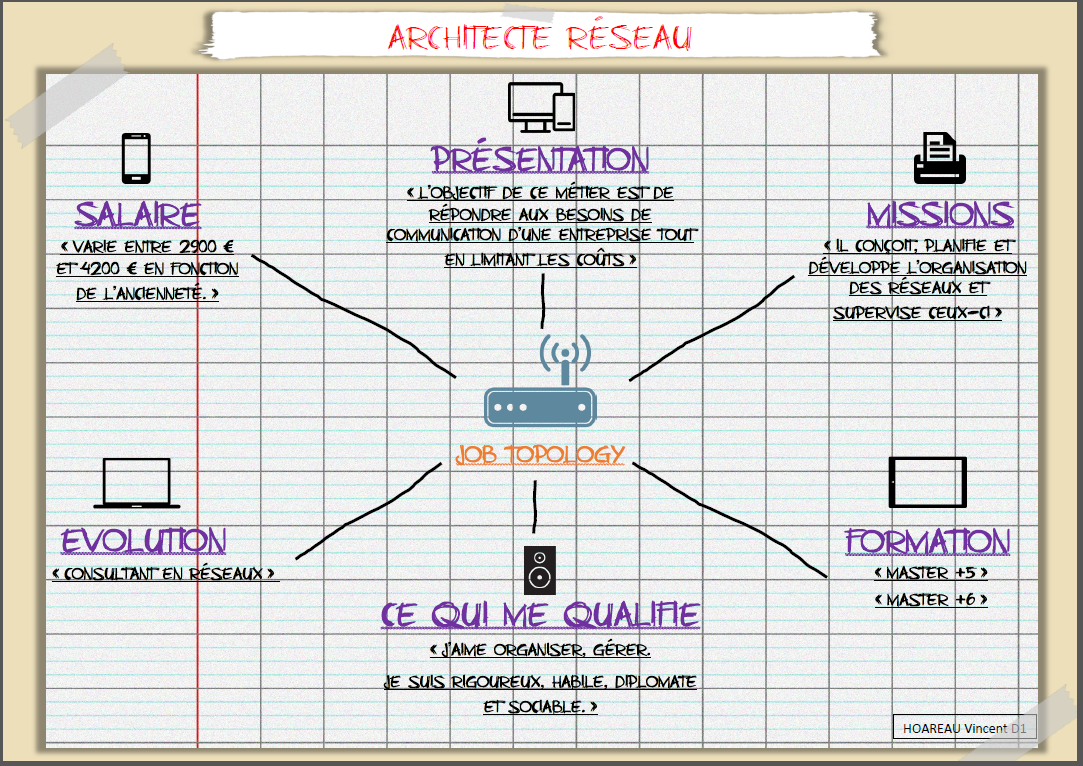 ARCHITECTE RÉSEAU
PRÉSENTATION
« L'OBJECTIF DE CE MÉTIER EST DE
RÉPONDRE AUX BESOINS DE
COMMUNICATION D'UNE ENTREPRISE TOUT
EN LIMITANT LES COÛTS »
SALAIRE
« VARIE ENTRE 2900 €
ET 4200 € EN FONCTION
DE L'ANCIENNETÉ. »
MISSIONS
« IL CONÇOIT, PLANIFIE ET
DÉVELOPPE L'ORGANISATION
DES RÉSEAUX ET
SUPERVISE CEUX-CI »
JOB TOPOLOGY
EVOLUTION
« CONSULTANT EN RÉSEAUX »
FORMATION
« MASTER +5 »
« MASTER +6 »
CE QUI ME QUALIFIE
« J'AIME ORGANISER, GÉRER.
JE SUIS RIGOUREUX, HABILE, DIPLOMATE
ET SOCIABLE. »
HOAREAU Vincent D1